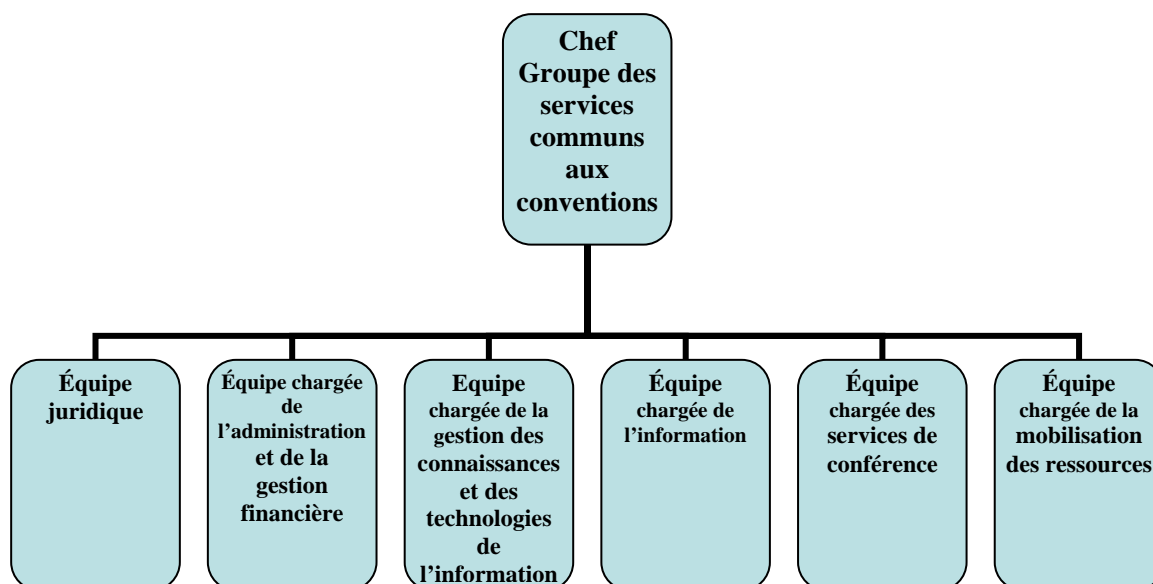 Chef
Groupe des
services
communs
aux
conventions
Équipe
juridique
Équipe chargée
de
l’administration
et de la
gestion
financière
Equipe
chargée de la
gestion des
connaissances
et des
technologies
de
l’information
Équipe
chargée de
l’information
Équipe
chargée des
services de
conférence
Équipe
chargée de la
mobilisation
des ressources